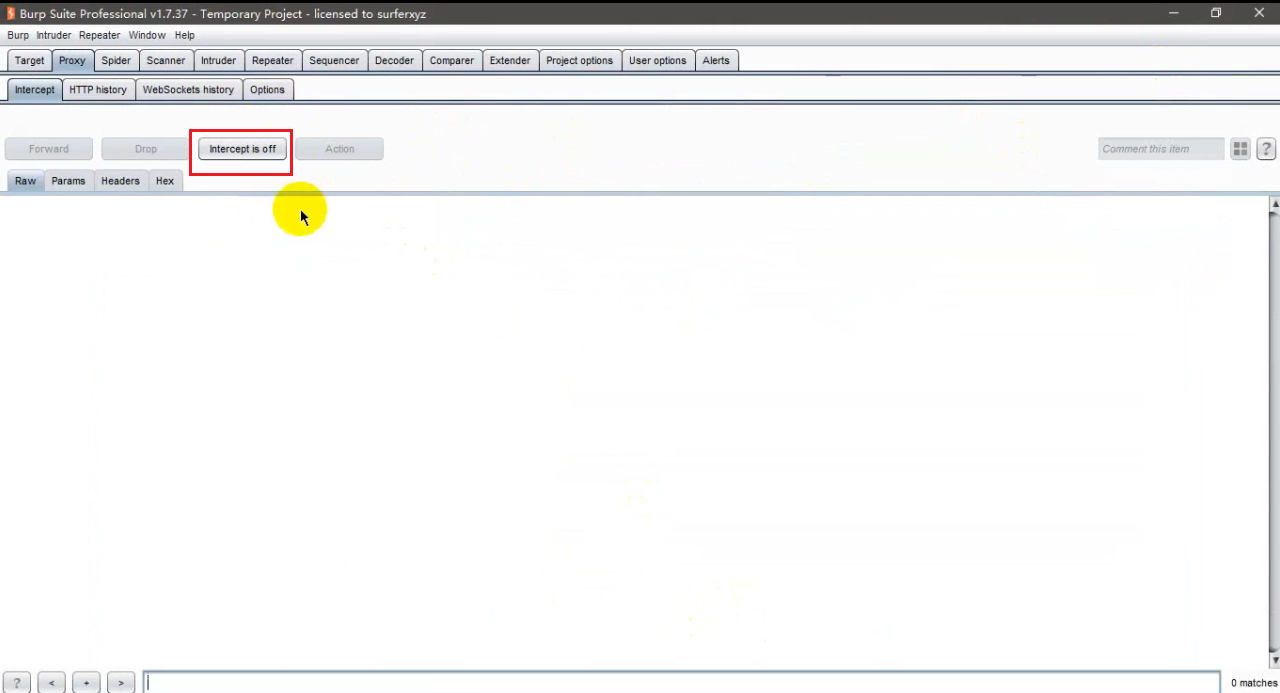 Burp Suite Professional v1.7.37 - Temporary Project - licensed to surferxyz
Burp Intruder Repeater Window Help
Target Proxy Spider Scanner Intruder Repeater Sequencer Decoder Comparer Extender Project options User options Alerts
Intercept HTTP history WebSockets history Options
Forward Drop Intercept is off Action Comment this item ?
Raw Params Headers Hex
? < + > 0 matches